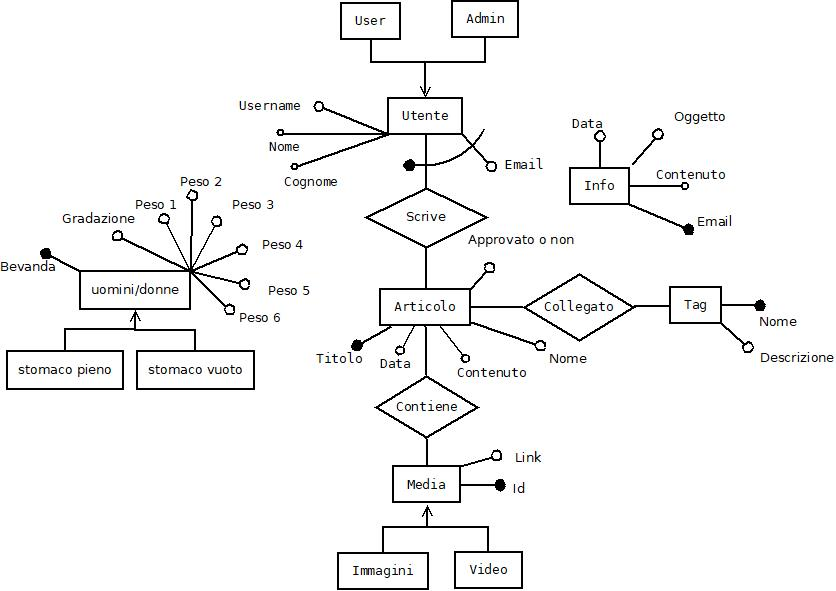 User
Admin
Username
Utente
Nome
Cognome
Email
Data
Oggetto
Info
Contenuto
Email
Peso 2
Peso 1
Peso 3
Gradazione
Peso 4
Bevanda
uomini/donne
Peso 5
Peso 6
stomaco pieno
stomaco vuoto
Scrive
Approvato o non
Articolo
Collegato
Tag
Nome
Descrizione
Titolo
Data
Contenuto
Nome
Contiene
Link
Media
Id
Immagini
Video